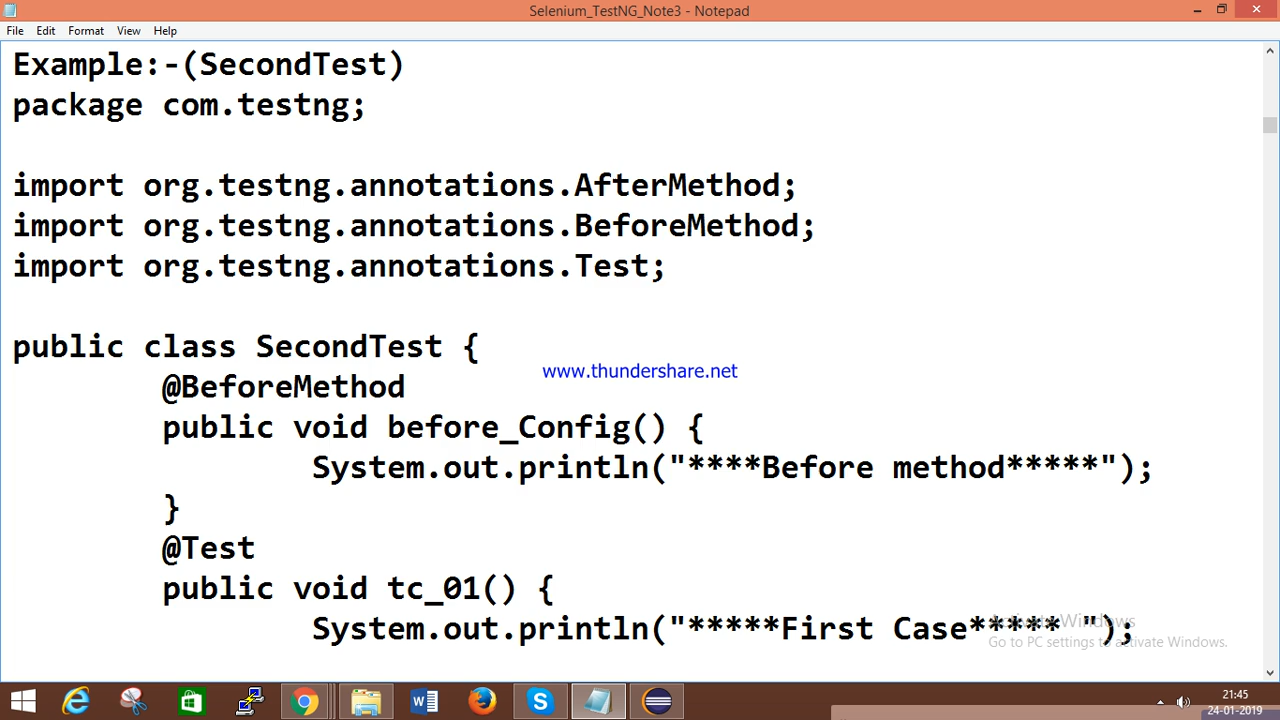 Selenium_TestNG_Note3 - Notepad
File Edit Format View Help
Example:-(SecondTest)
package com.testng;
import org.testng.annotations.AfterMethod;
import org.testng.annotations.BeforeMethod;
import org.testng.annotations.Test;
public class SecondTest {
www.thundershare.net
@BeforeMethod
public void before_Config() {
System.out.println("****Before method*****");
}
@Test
public void tc_01() {
System.out.println("*****First Case***** ");
Activate Windows
Go to PC settings to activate Windows.
21:45
24-01-2019